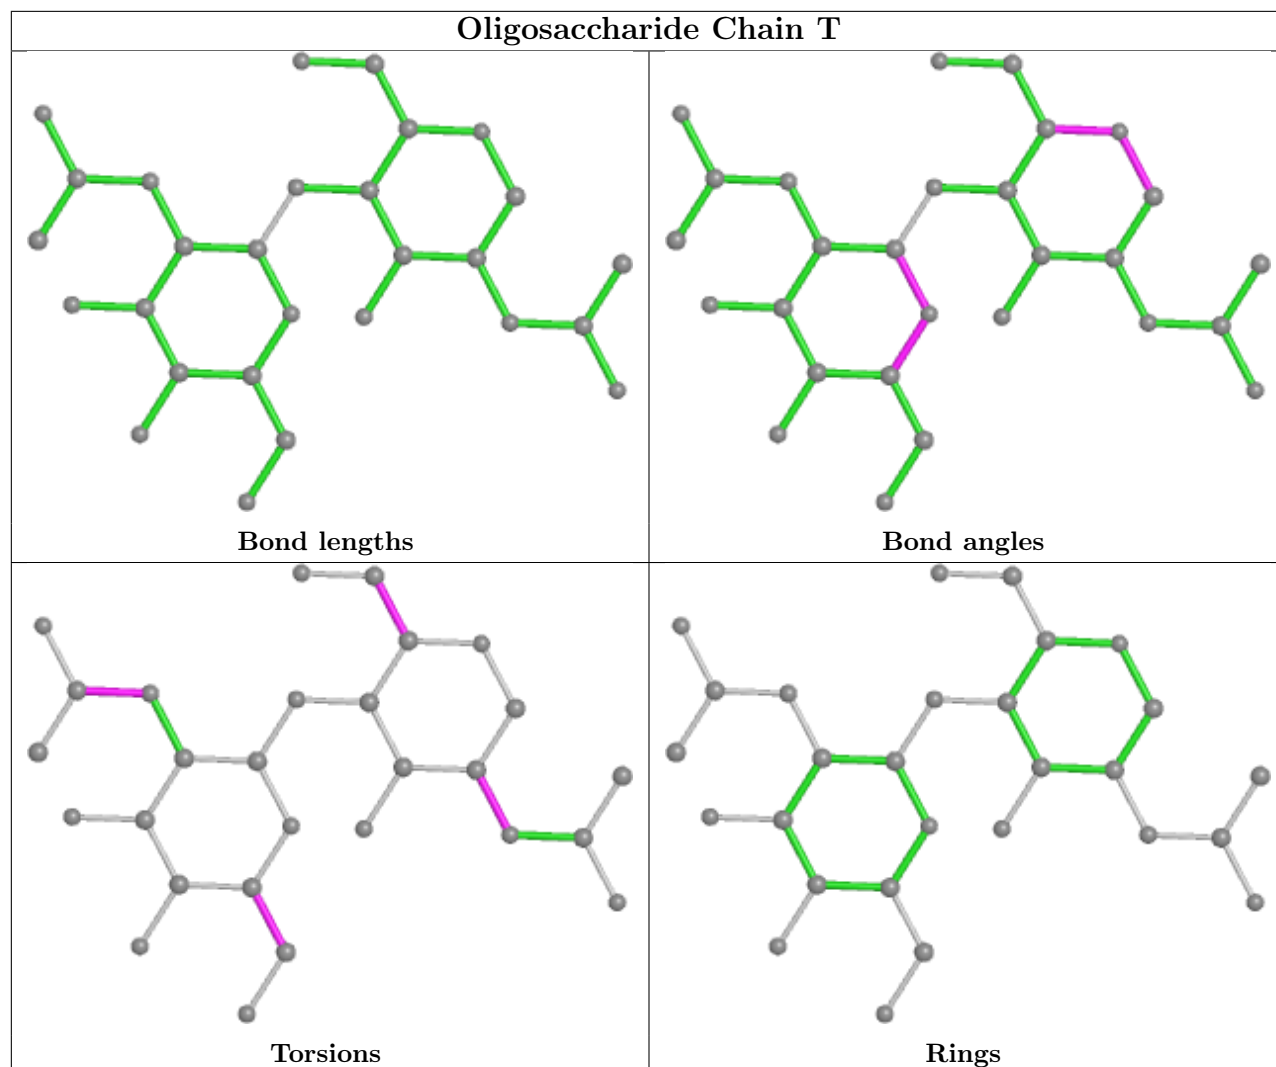 Oligosaccharide Chain T
Bond lengths
Bond angles
Torsions
Rings